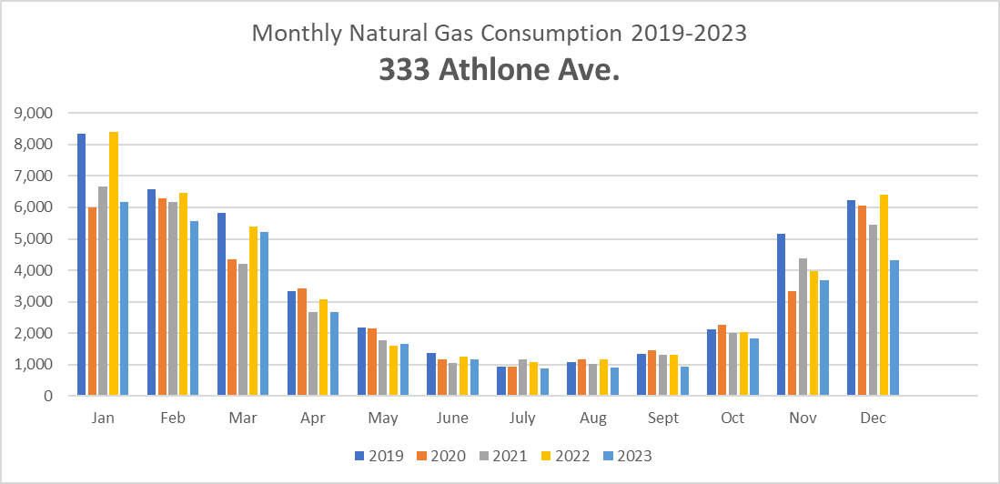 Monthly Natural Gas Consumption 2019-2023
333 Athlone Ave.
9,000
8,000
7,000
6,000
5,000
4,000
3,000
2,000
1,000
0
Jan Feb Mar Apr May June July Aug Sept Oct Nov Dec
2019 2020 2021 2022 2023